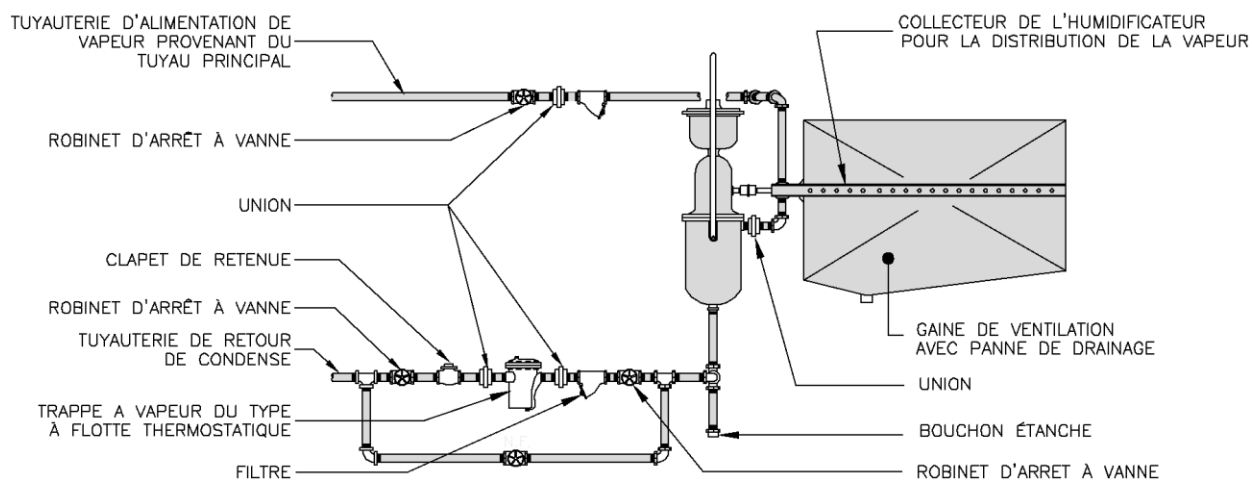 TUYAUTERIE D'ALIMENTATION DE
VAPEUR PROVENANT DU
TUYAU PRINCIPAL
ROBINET D'ARRÊT À VANNE
UNION
CLAPET DE RETENUE
ROBINET D'ARRÊT À VANNE
TUYAUTERIE DE RETOUR
DE CONDENSE
TRAPPE A VAPEUR DU TYPE
À FLOTTE THERMOSTATIQUE
FILTRE
N.F.
COLLECTEUR DE L'HUMIDIFICATEUR
POUR LA DISTRIBUTION DE LA VAPEUR
GAINE DE VENTILATION
AVEC PANNE DE DRAINAGE
UNION
BOUCHON ÉTANCHE
ROBINET D'ARRET À VANNE